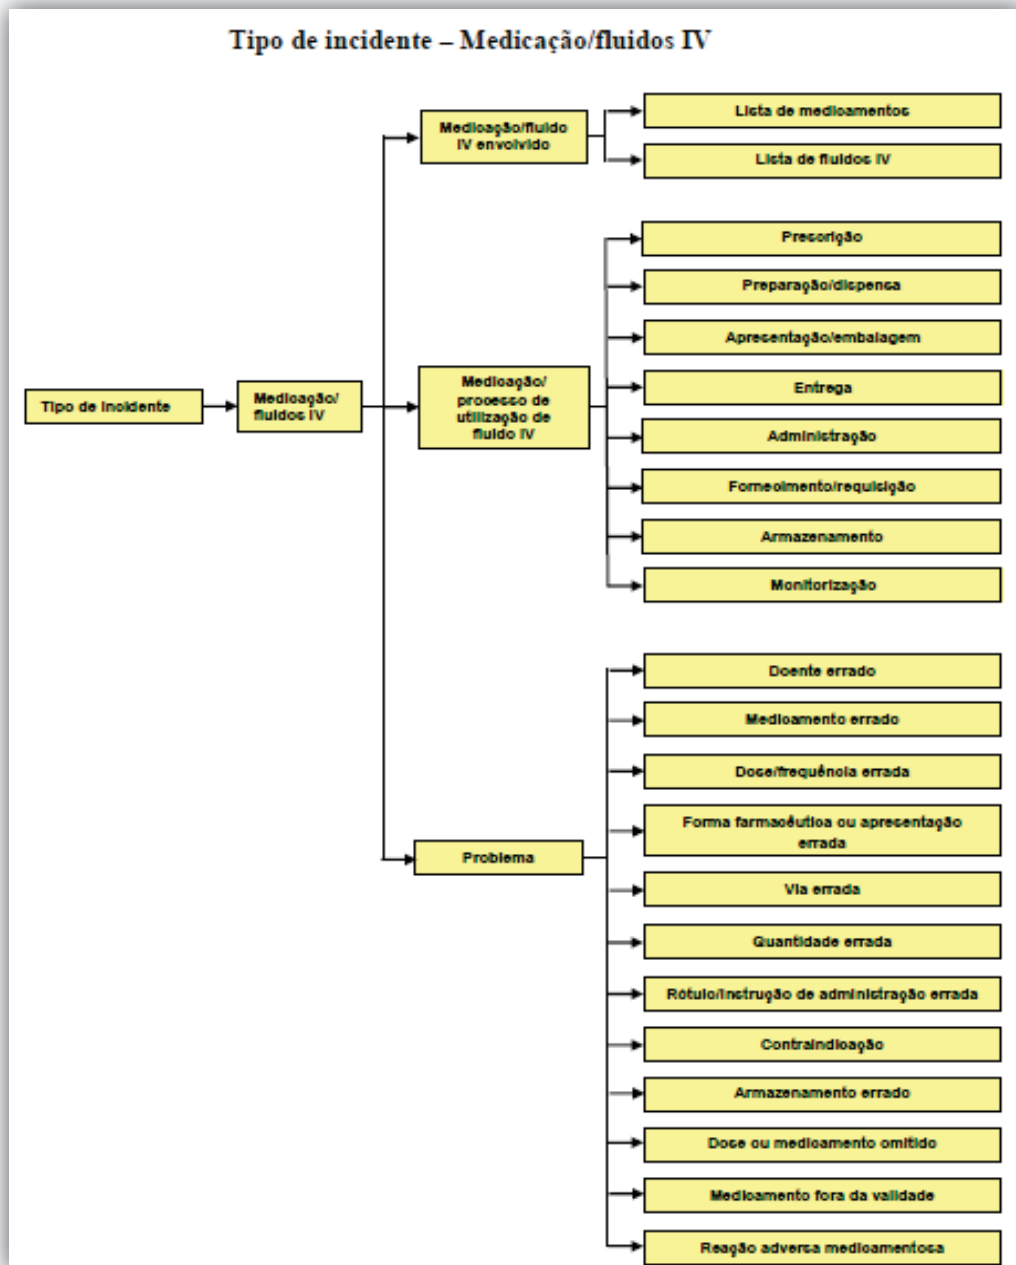 Tipo de incidente – Medicação/fluidos IV
Tipo de incidente
Medicação/
fluidos IV
Medicação/fluido
IV envolvido
Lista de medicamentos
Lista de fluidos IV
Medicação/
processo de
utilização de
fluido IV
Prescrição
Preparação/dispensa
Apresentação/embalagem
Entrega
Administração
Fornecimento/requisição
Armazenamento
Monitorização
Problema
Doente errado
Medicamento errado
Dose/frequência errada
Forma farmacêutica ou apresentação
errada
Via errada
Quantidade errada
Rótulo/instrução de administração errada
Contraindicação
Armazenamento errado
Dose ou medicamento omitido
Medicamento fora da validade
Reação adversa medicamentosa